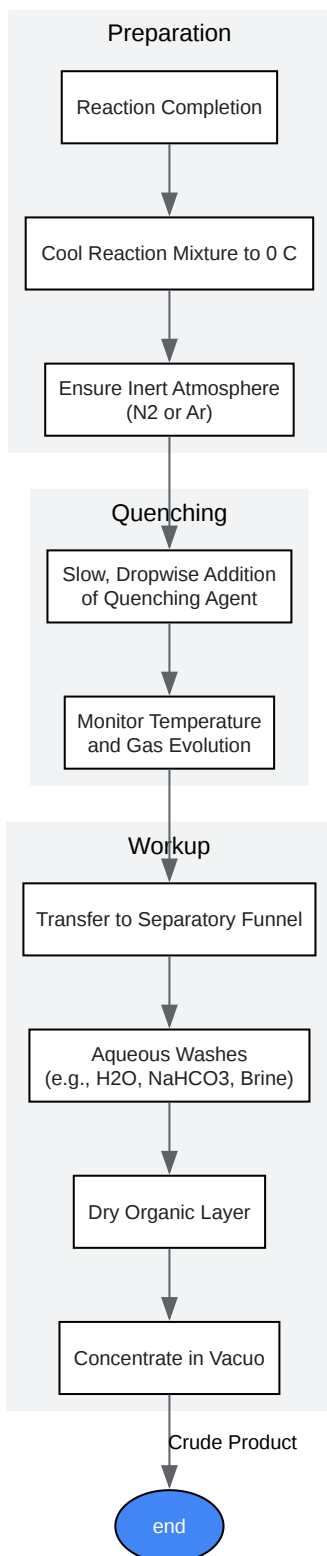 Preparation
Reaction Completion
Cool Reaction Mixture to 0 C
Ensure Inert Atmosphere
(N2 or Ar)
Quenching
Slow, Dropwise Addition
of Quenching Agent
Monitor Temperature
and Gas Evolution
Workup
Transfer to Separatory Funnel
Aqueous Washes
(e.g., H2O, NaHCO3, Brine)
Dry Organic Layer
Concentrate in Vacuo
Crude Product
end